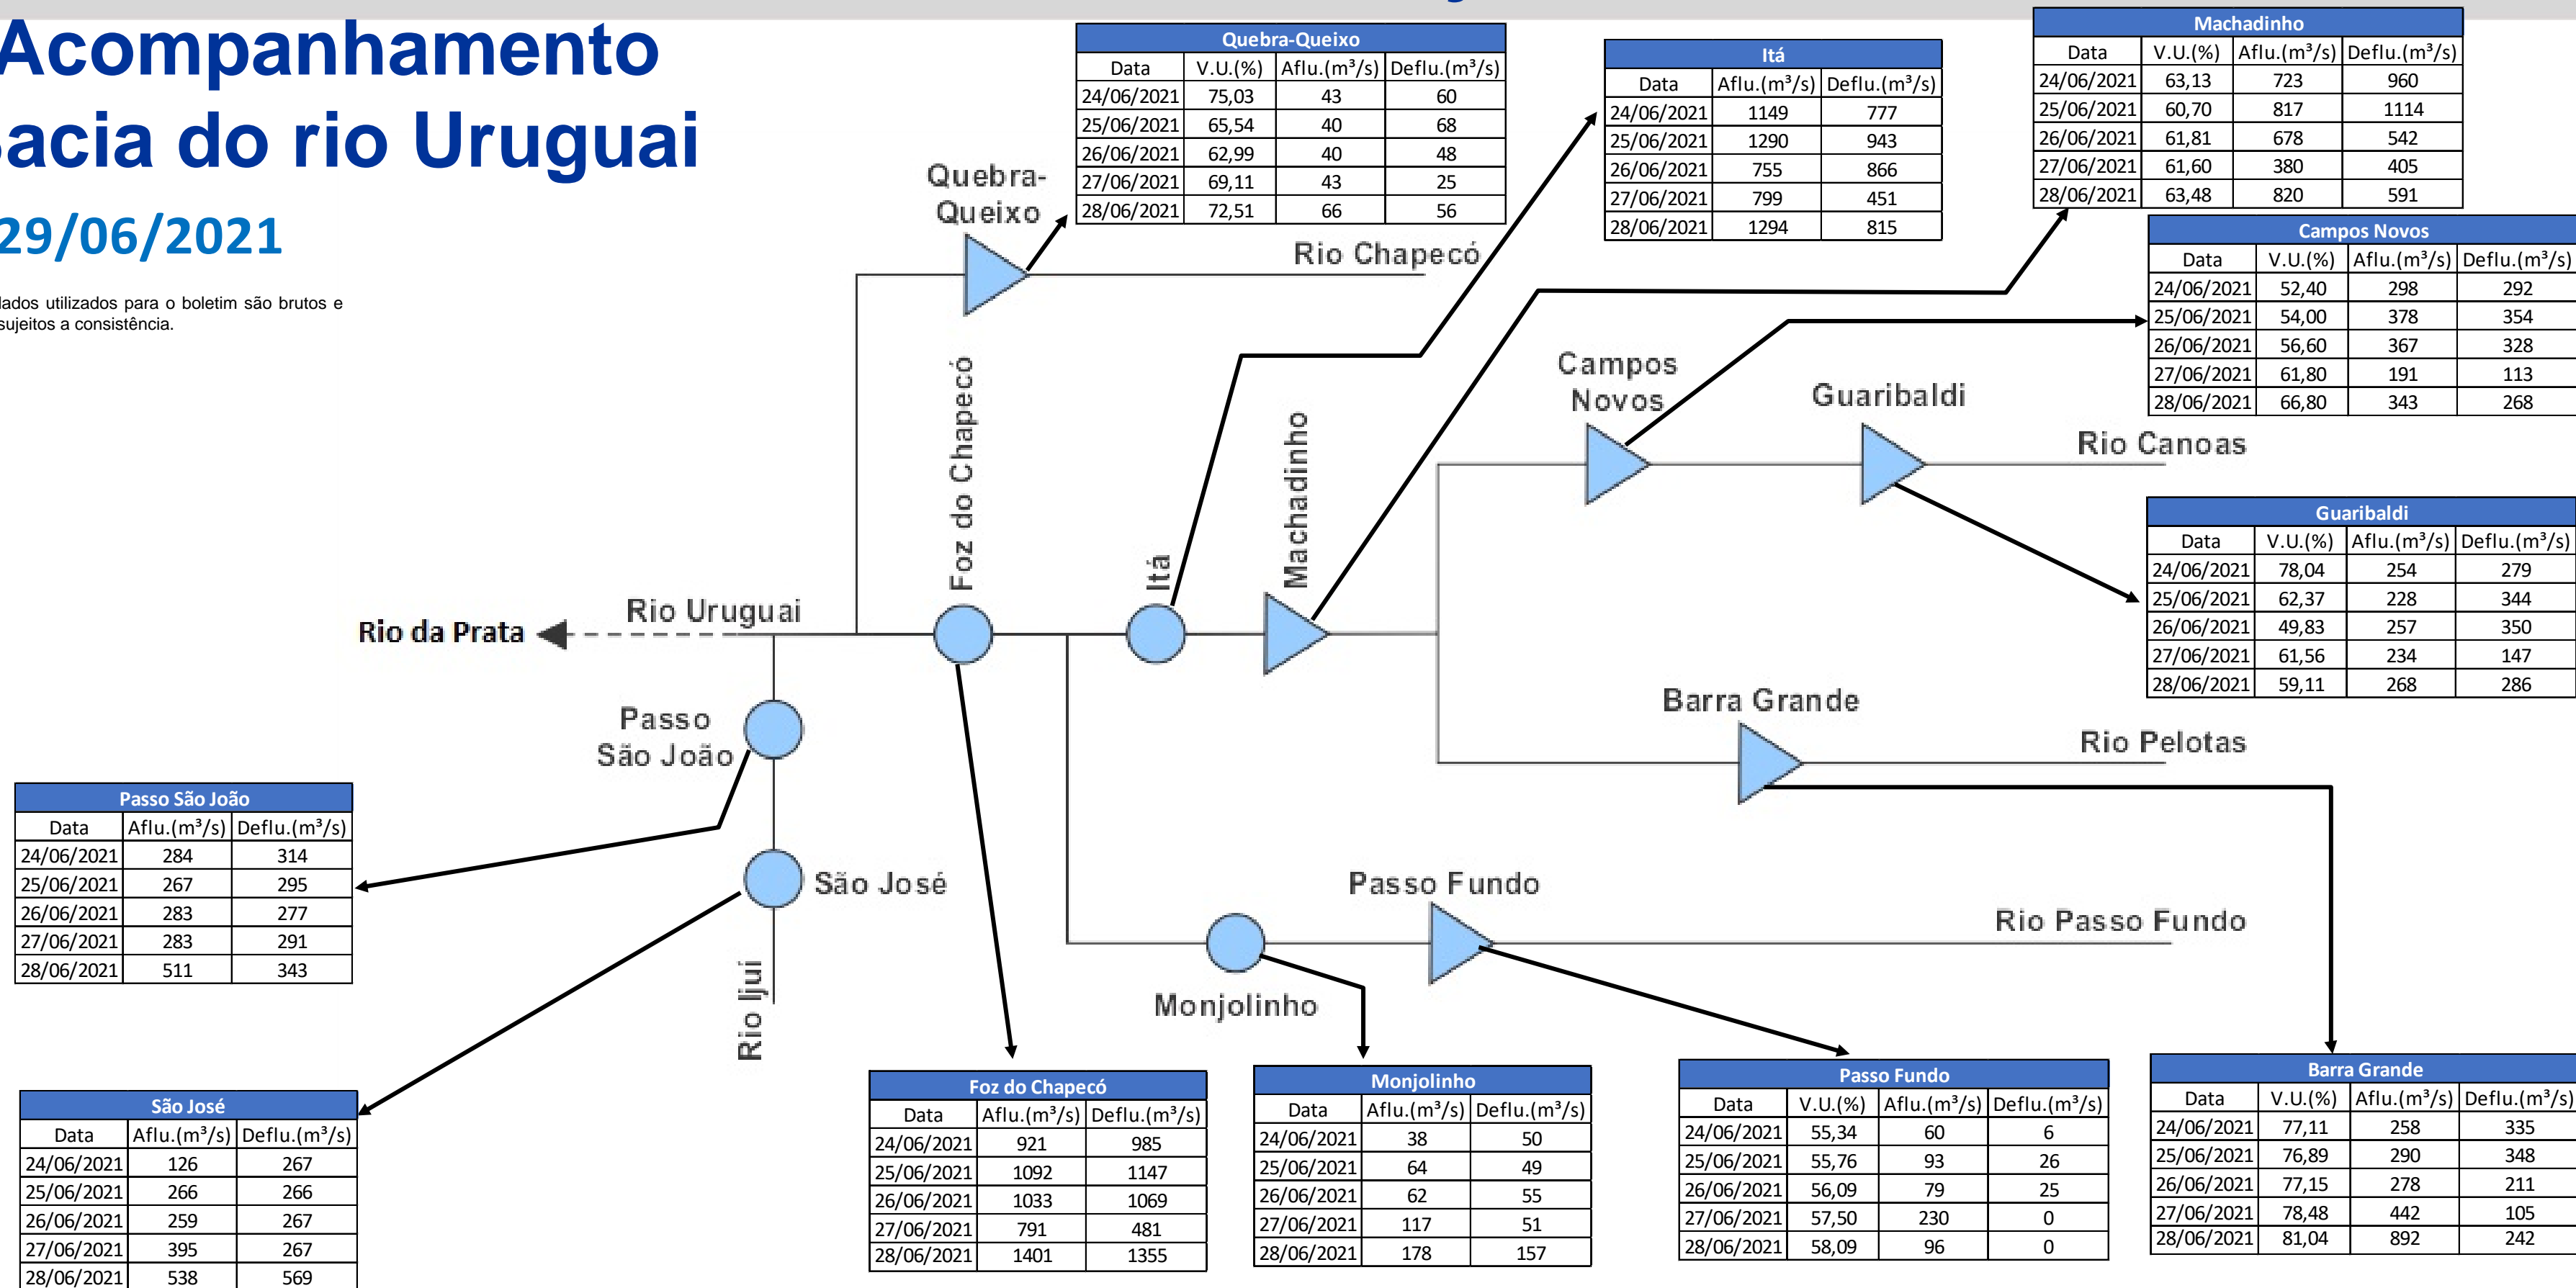 Acompanhamento
acia do rio Uruguai
29/06/2021
dados utilizados para o boletim são brutos e
sujeitos a consistência.
Quebra-Queixo
Data V.U.(%) Aflu.(m³/s) Deflu.(m³/s)
24/06/2021 75,03 43 60
25/06/2021 65,54 40 68
26/06/2021 62,99 40 48
27/06/2021 69,11 43 25
28/06/2021 72,51 66 56
Itá
Data Aflu.(m³/s) Deflu.(m³/s)
24/06/2021 1149 777
25/06/2021 1290 943
26/06/2021 755 866
27/06/2021 799 451
28/06/2021 1294 815
Machadinho
Data V.U.(%) Aflu.(m³/s) Deflu.(m³/s)
24/06/2021 63,13 723 960
25/06/2021 60,70 817 1114
26/06/2021 61,81 678 542
27/06/2021 61,60 380 405
28/06/2021 63,48 820 591
Campos Novos
Data V.U.(%) Aflu.(m³/s) Deflu.(m³/s)
24/06/2021 52,40 298 292
25/06/2021 54,00 378 354
26/06/2021 56,60 367 328
27/06/2021 61,80 191 113
28/06/2021 66,80 343 268
Quebra-
Queixo
Rio Chapecó
Foz do Chapecó
Itá
Machadinho
Campos
Novos
Guaribaldi
Rio Canoas
Guaribaldi
Data V.U.(%) Aflu.(m³/s) Deflu.(m³/s)
24/06/2021 78,04 254 279
25/06/2021 62,37 228 344
26/06/2021 49,83 257 350
27/06/2021 61,56 234 147
28/06/2021 59,11 268 286
Rio da Prata
Rio Uruguai
Barra Grande
Rio Pelotas
Passo
São João
São José
Rio Ijuí
Passo Fundo
Rio Passo Fundo
Monjolinho
Passo São João
Data Aflu.(m³/s) Deflu.(m³/s)
24/06/2021 284 314
25/06/2021 267 295
26/06/2021 283 277
27/06/2021 283 291
28/06/2021 511 343
São José
Data Aflu.(m³/s) Deflu.(m³/s)
24/06/2021 126 267
25/06/2021 266 266
26/06/2021 259 267
27/06/2021 395 267
28/06/2021 538 569
Foz do Chapecó
Data Aflu.(m³/s) Deflu.(m³/s)
24/06/2021 921 985
25/06/2021 1092 1147
26/06/2021 1033 1069
27/06/2021 791 481
28/06/2021 1401 1355
Monjolinho
Data Aflu.(m³/s) Deflu.(m³/s)
24/06/2021 38 50
25/06/2021 64 49
26/06/2021 62 55
27/06/2021 117 51
28/06/2021 178 157
Passo Fundo
Data V.U.(%) Aflu.(m³/s) Deflu.(m³/s)
24/06/2021 55,34 60 6
25/06/2021 55,76 93 26
26/06/2021 56,09 79 25
27/06/2021 57,50 230 0
28/06/2021 58,09 96 0
Barra Grande
Data V.U.(%) Aflu.(m³/s) Deflu.(m³/s)
24/06/2021 77,11 258 335
25/06/2021 76,89 290 348
26/06/2021 77,15 278 211
27/06/2021 78,48 442 105
28/06/2021 81,04 892 242